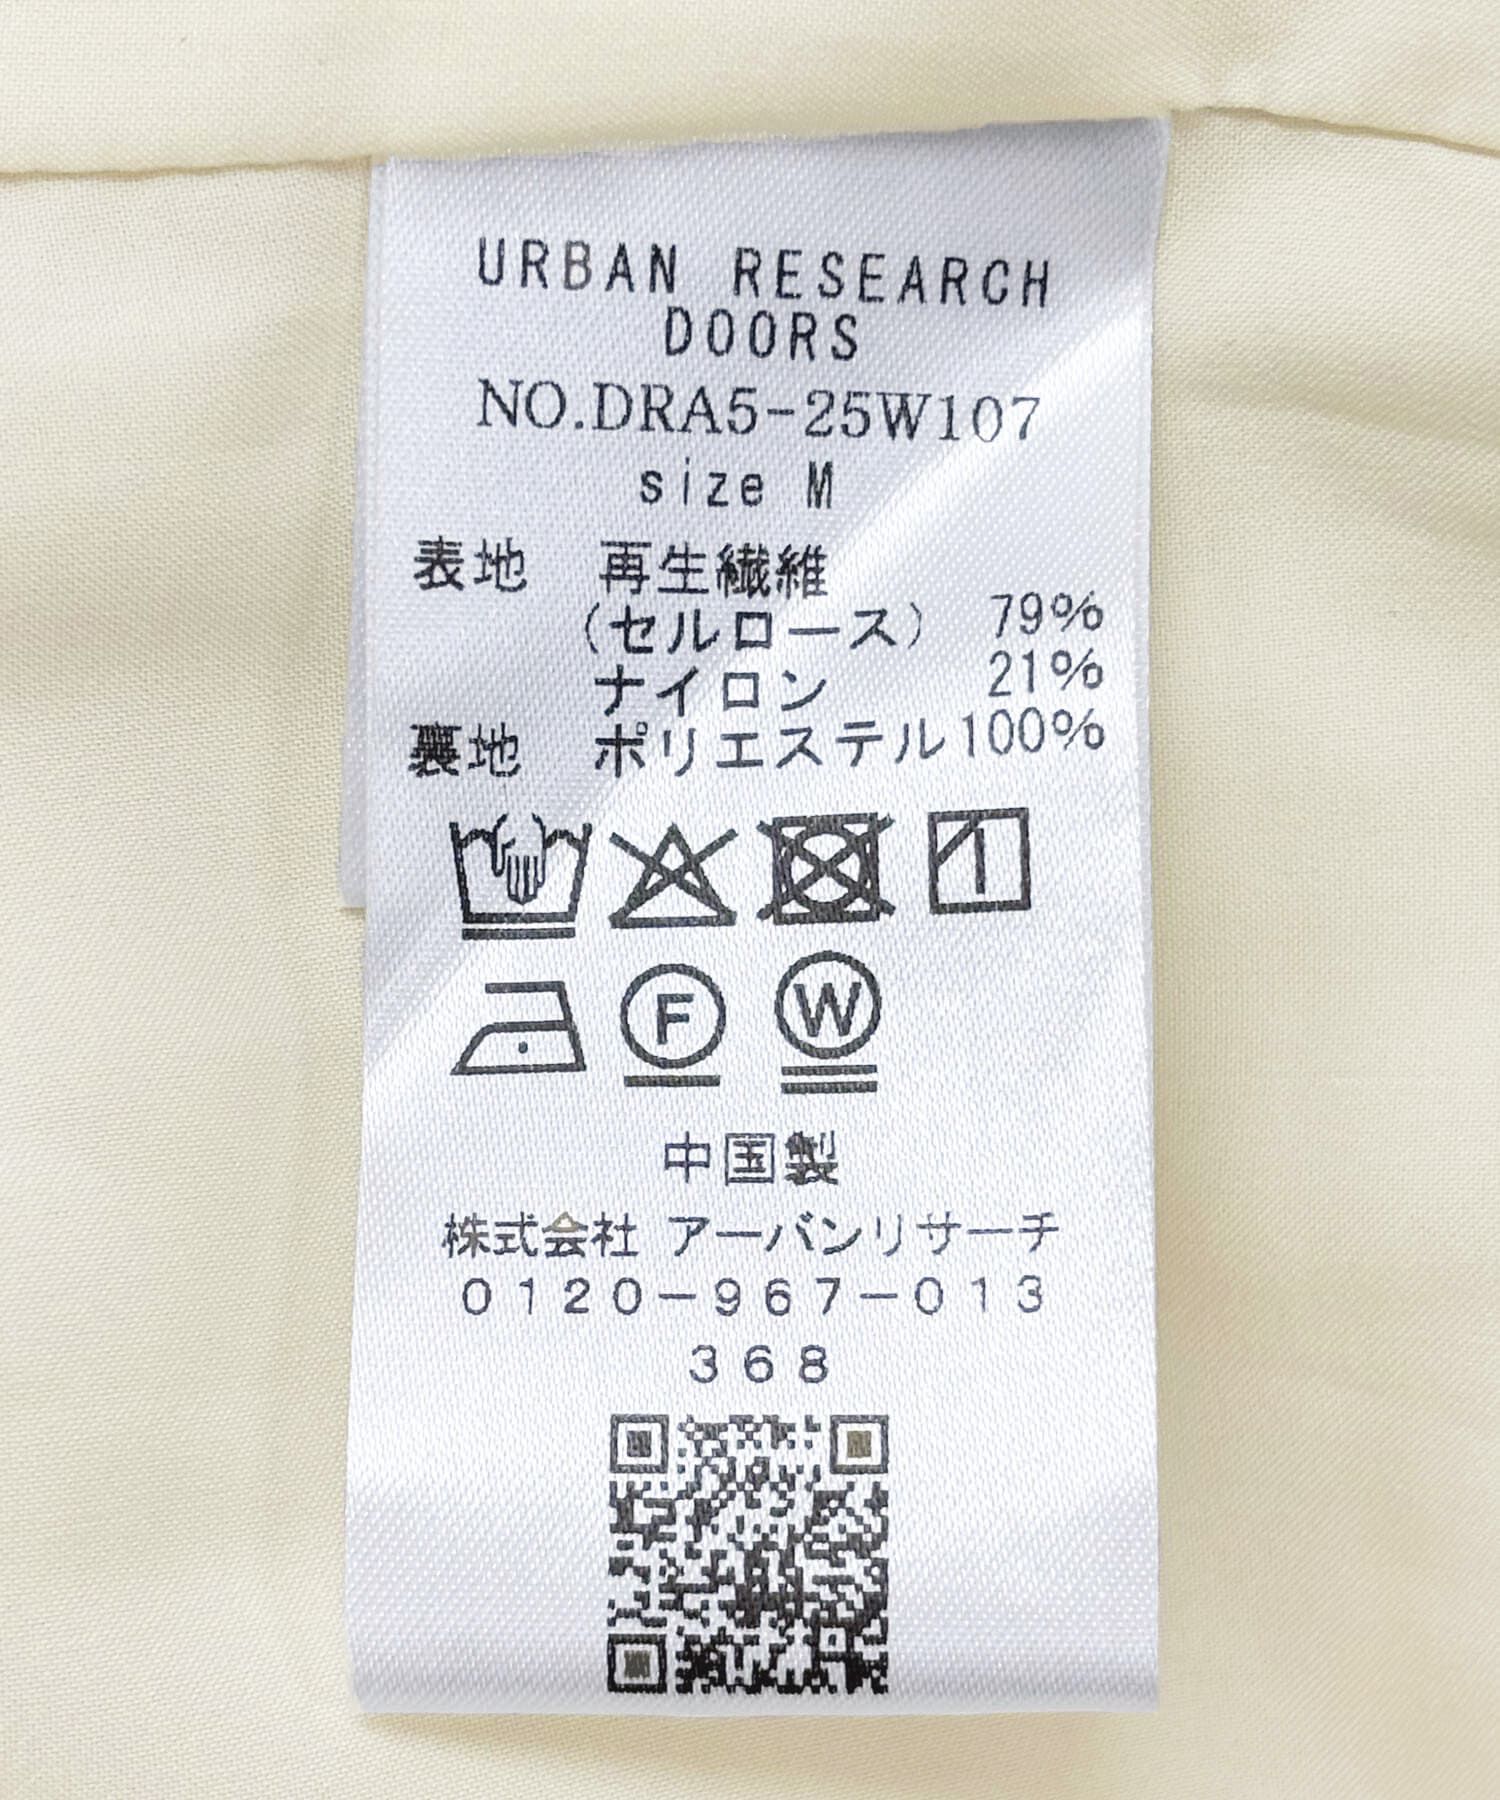 URBAN RESEARCH
DOORS
NO.DRA5-25W107
size M
表地 再生繊維
(セルロース) 79%
ナイロン 21%
裏地 ポリエステル100%
F W
中国製
株式会社 アーバンリサーチ
0120-967-013
368